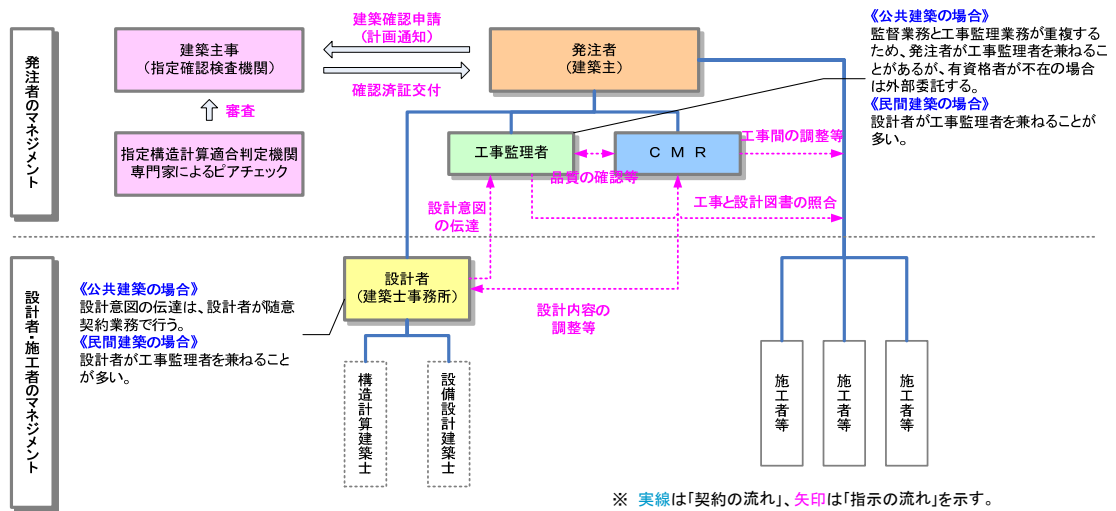 発注者のマネジメント
建築主事
(指定確認検査機関)
建築確認申請
(計画通知)
確認済証交付
発注者
(建築主)
審査
指定構造計算適合判定機関
専門家によるピアチェック
工事監理者
CMR
品質の確認等
工事間の調整等
工事と設計図書の照合
設計意図
の伝達
《公共建築の場合》
監督業務と工事監理業務が重複する
ため、発注者が工事監理者を兼ねるこ
とがあるが、有資格者が不在の場合
は外部委託する。
《民間建築の場合》
設計者が工事監理者を兼ねることが
多い。
設計者・施工者のマネジメント
《公共建築の場合》
設計意図の伝達は、設計者が随意
契約業務で行う。
《民間建築の場合》
設計者が工事監理者を兼ねること
が多い。
設計者
(建築士事務所)
設計内容の
調整等
構造計算建築士
設備設計建築士
施工者等
施工者等
施工者等
※ 実線は「契約の流れ」、矢印は「指示の流れ」を示す。